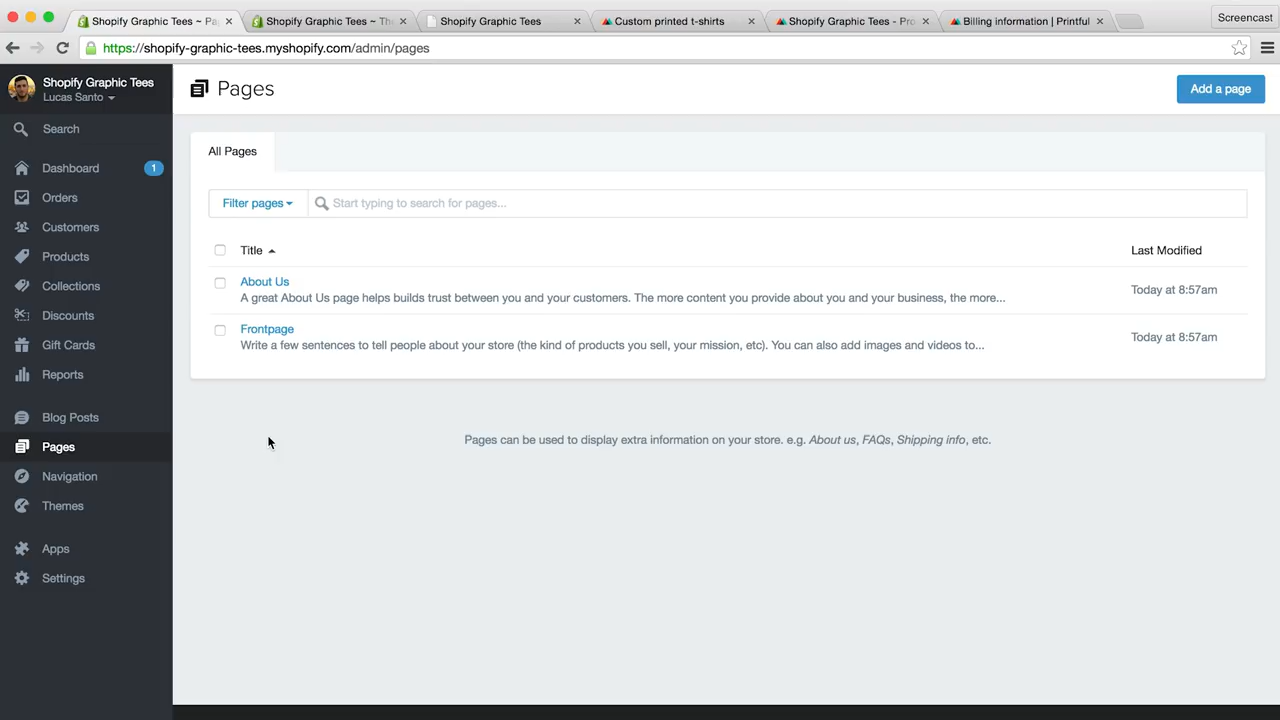 Shopify Graphic Tees ~ Pa
Shopify Graphic Tees ~ The
Shopify Graphic Tees
Custom printed t-shirts
Shopify Graphic Tees - Pro
Billing information | Printful
Screencast
https://shopify-graphic-tees.myshopify.com/admin/pages
Shopify Graphic Tees
Lucas Santo
Search
Dashboard
1
Orders
Customers
Products
Collections
Discounts
Gift Cards
Reports
Blog Posts
Pages
Navigation
Themes
Apps
Settings
Pages
Add a page
All Pages
Filter pages
Start typing to search for pages...
Title
Last Modified
About Us
A great About Us page helps builds trust between you and your customers. The more content you provide about you and your business, the more...
Today at 8:57am
Frontpage
Write a few sentences to tell people about your store (the kind of products you sell, your mission, etc). You can also add images and videos to...
Today at 8:57am
Pages can be used to display extra information on your store. e.g. About us, FAQs, Shipping info, etc.